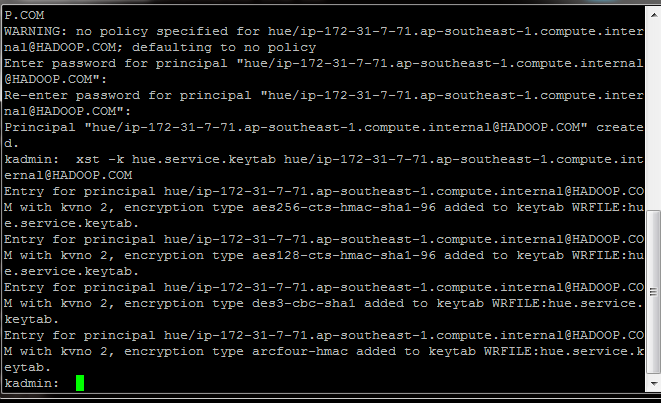 P.COM
WARNING: no policy specified for hue/ip-172-31-7-71.ap-southeast-1.compute.inter
nal@HADOOP.COM; defaulting to no policy
Enter password for principal "hue/ip-172-31-7-71.ap-southeast-1.compute.internal
@HADOOP.COM":
Re-enter password for principal "hue/ip-172-31-7-71.ap-southeast-1.compute.inter
nal@HADOOP.COM":
Principal "hue/ip-172-31-7-71.ap-southeast-1.compute.internal@HADOOP.COM" create
d.
kadmin:  xst -k hue.service.keytab hue/ip-172-31-7-71.ap-southeast-1.compute.int
ernal@HADOOP.COM
Entry for principal hue/ip-172-31-7-71.ap-southeast-1.compute.internal@HADOOP.CO
M with kvno 2, encryption type aes256-cts-hmac-sha1-96 added to keytab WRFILE:hu
e.service.keytab.
Entry for principal hue/ip-172-31-7-71.ap-southeast-1.compute.internal@HADOOP.CO
M with kvno 2, encryption type aes128-cts-hmac-sha1-96 added to keytab WRFILE:hu
e.service.keytab.
Entry for principal hue/ip-172-31-7-71.ap-southeast-1.compute.internal@HADOOP.CO
M with kvno 2, encryption type des3-cbc-sha1 added to keytab WRFILE:hue.service.
keytab.
Entry for principal hue/ip-172-31-7-71.ap-southeast-1.compute.internal@HADOOP.CO
M with kvno 2, encryption type arcfour-hmac added to keytab WRFILE:hue.service.k
eytab.
kadmin: